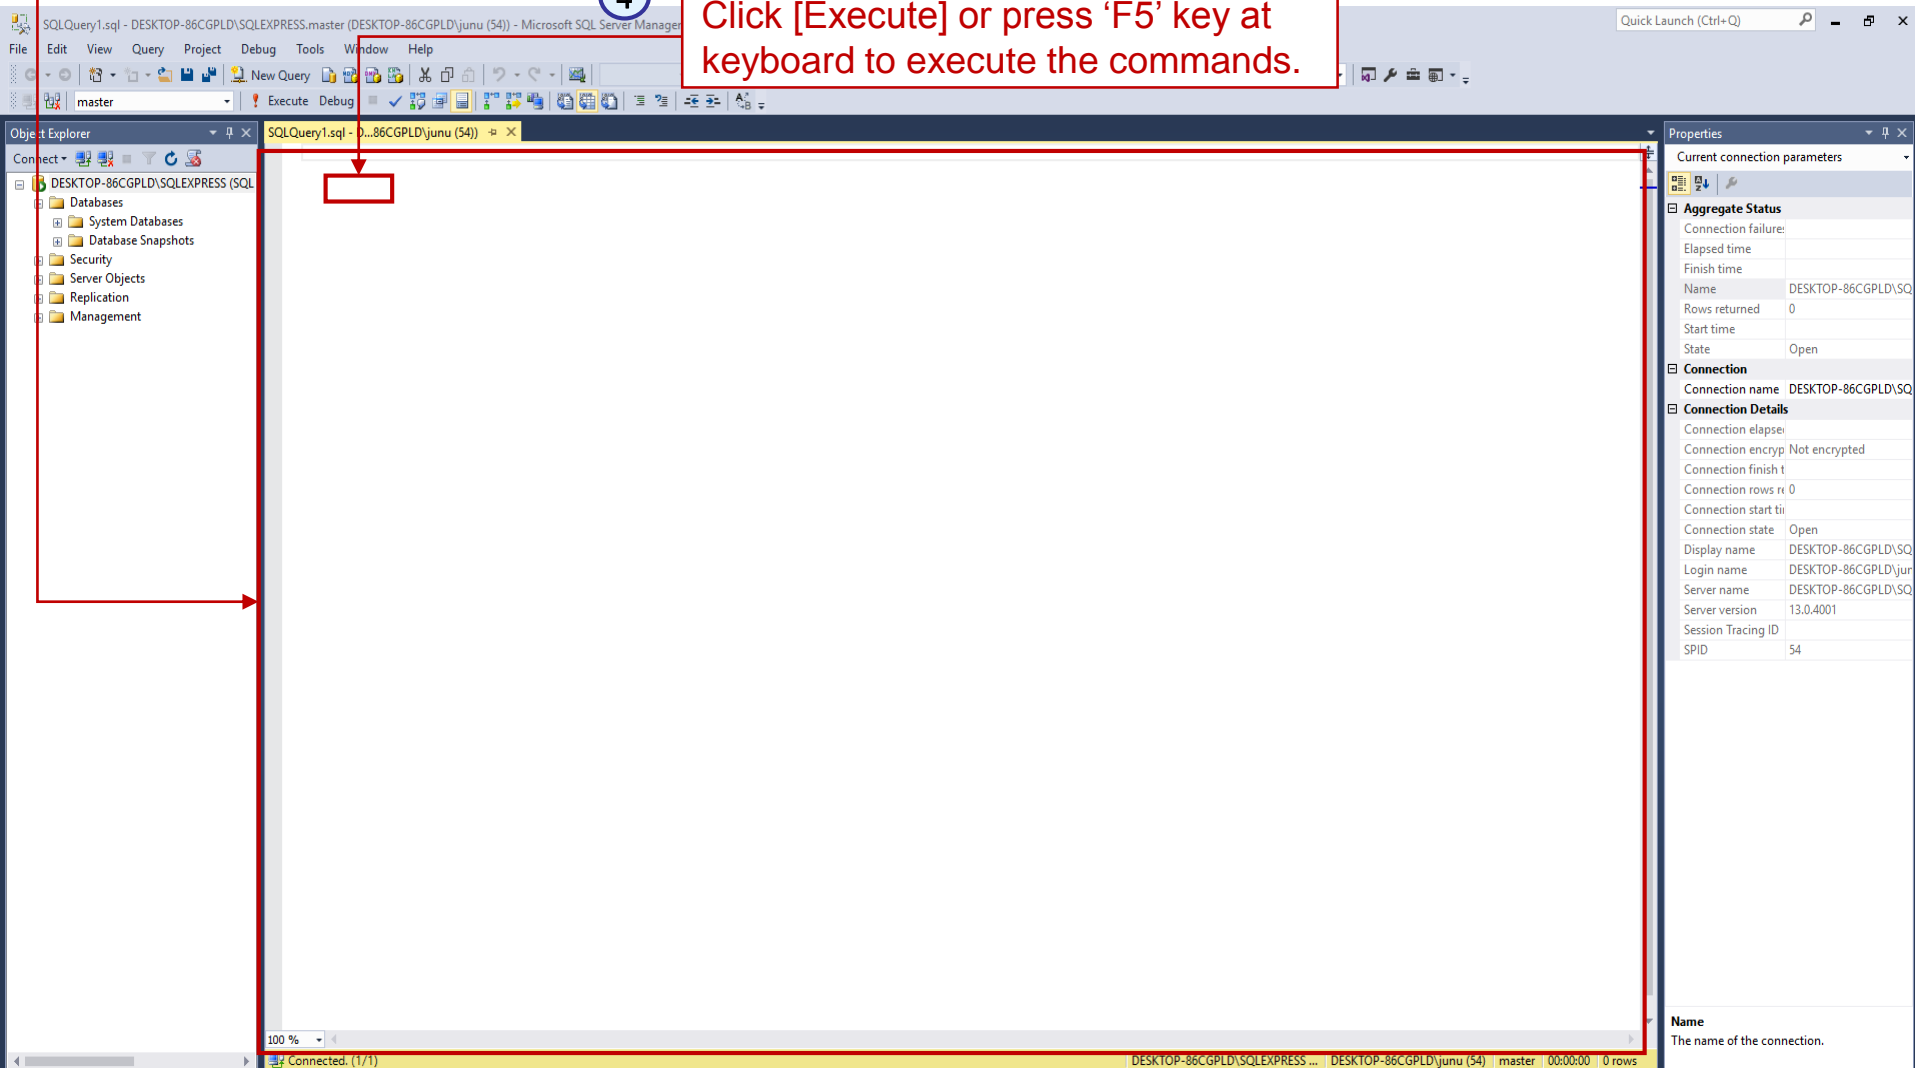 4
Click [Execute] or press ‘F5’ key at
keyboard to execute the commands.
SQLQuery1.sql - DESKTOP-86CGPLD\SQLEXPRESS.master (DESKTOP-86CGPLD\junu (54)) - Microsoft SQL Server Manager
Quick Launch (Ctrl+Q)
File Edit View Query Project Debug Tools Window Help
New Query
master
Execute Debug
Object Explorer
SQLQuery1.sql - D...86CGPLD\junu (54))
Connect
DESKTOP-86CGPLD\SQLEXPRESS (SQL
Databases
System Databases
Database Snapshots
Security
Server Objects
Replication
Management
100 %
Connected. (1/1)
DESKTOP-86CGPLD\SQLEXPRESS ... DESKTOP-86CGPLD\junu (54) master 00:00:00 0 rows
Properties
Current connection parameters
Aggregate Status
Connection failures
Elapsed time
Finish time
Name DESKTOP-86CGPLD\SQ
Rows returned 0
Start time
State Open
Connection
Connection name DESKTOP-86CGPLD\SQ
Connection Details
Connection elapse
Connection encryp Not encrypted
Connection finish t
Connection rows re 0
Connection start ti
Connection state Open
Display name DESKTOP-86CGPLD\SQ
Login name DESKTOP-86CGPLD\jun
Server name DESKTOP-86CGPLD\SQ
Server version 13.0.4001
Session Tracing ID
SPID 54
Name
The name of the connection.